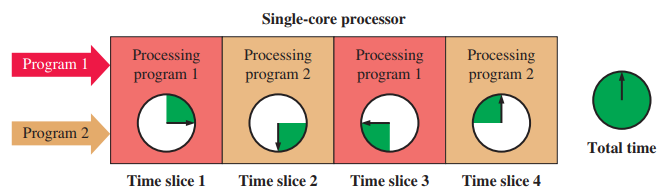 Single-core processor
Program 1
Program 2
Processing
program 1
Processing
program 2
Processing
program 1
Processing
program 2
Time slice 1
Time slice 2
Time slice 3
Time slice 4
Total time